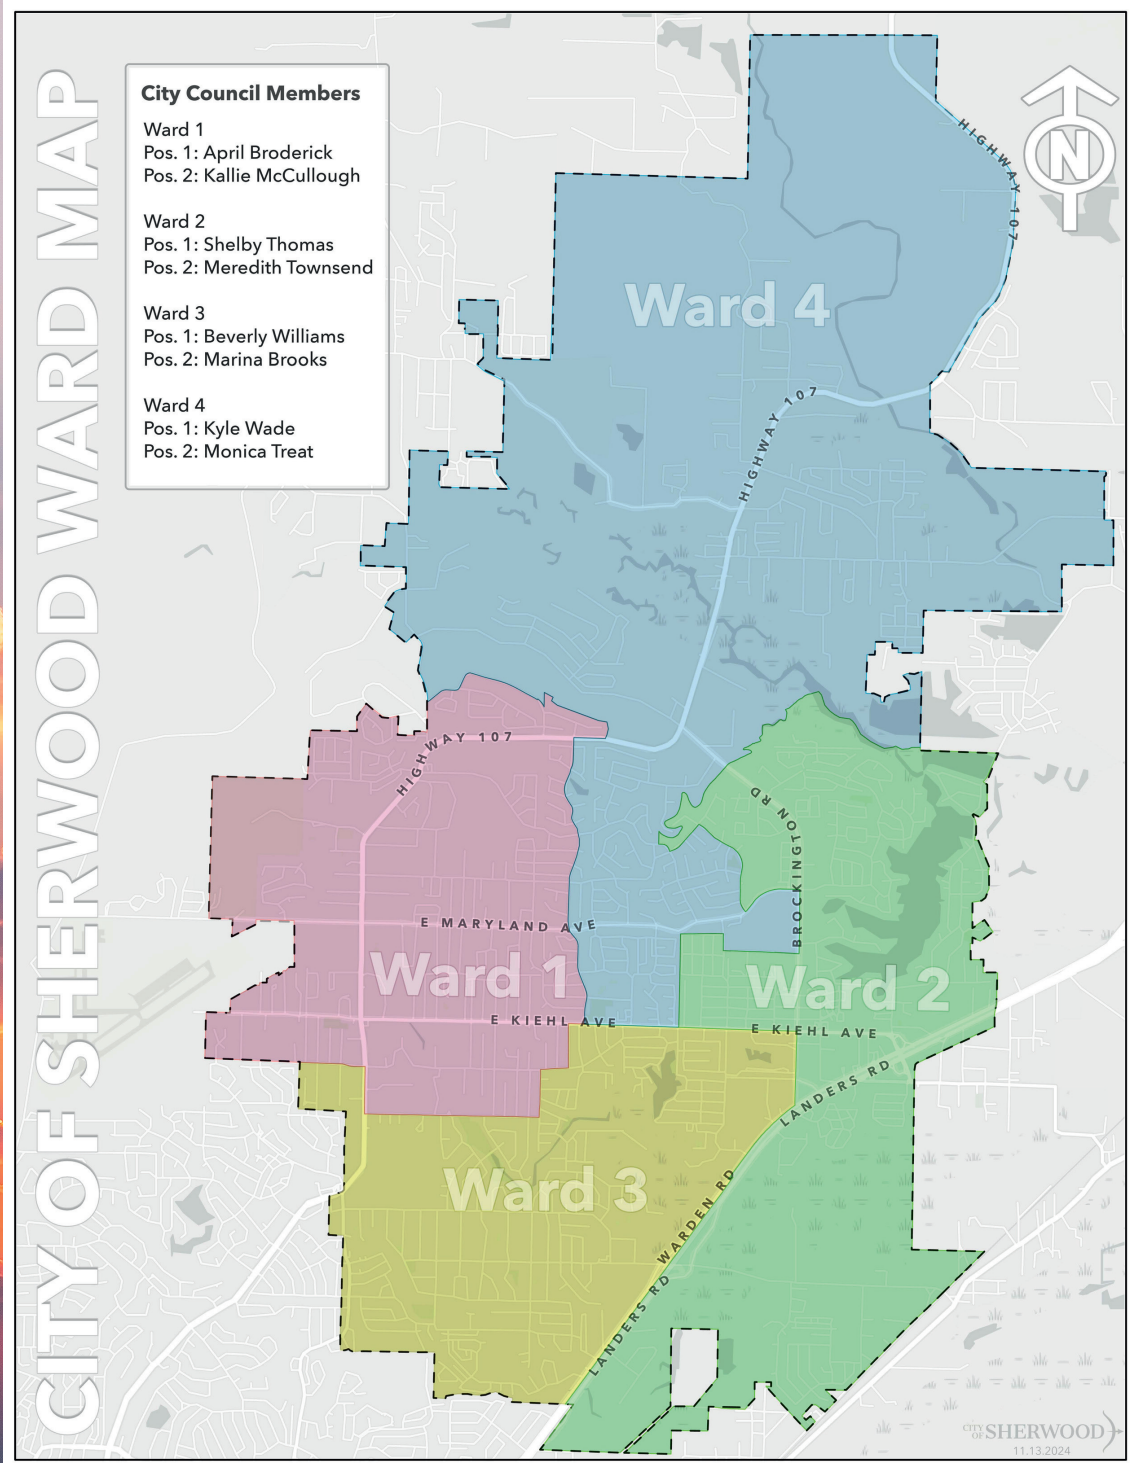 CITY OF SHERWOOD WARD MAP
City Council Members
Ward 1
Pos. 1: April Broderick
Pos. 2: Kallie McCullough
Ward 2
Pos. 1: Shelby Thomas
Pos. 2: Meredith Townsend
Ward 3
Pos. 1: Beverly Williams
Pos. 2: Marina Brooks
Ward 4
Pos. 1: Kyle Wade
Pos. 2: Monica Treat
N
HIGHWAY 107
Ward 4
HIGHWAY 107
HIGHWAY 107
BROCKINGTON RD
E MARYLAND AVE
Ward 1
Ward 2
E KIEHL AVE
E KIEHL AVE
LANDERS RD
Ward 3
WARDEN RD
LANDERS RD
CITY OF SHERWOOD
11.13.2024